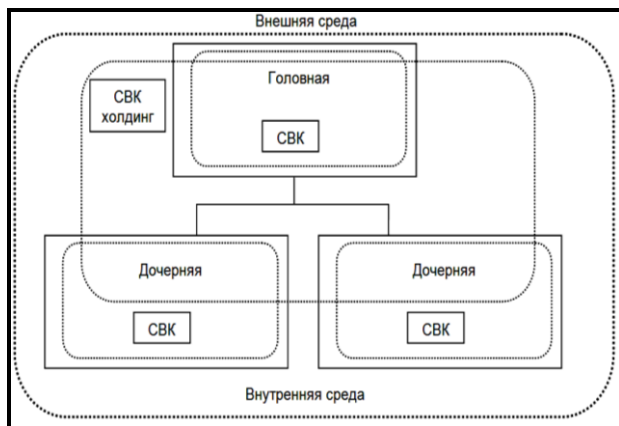 Внешняя среда
Головная
СВК
холдинг
СВК
Дочерняя
Дочерняя
СВК
СВК
Внутренняя среда